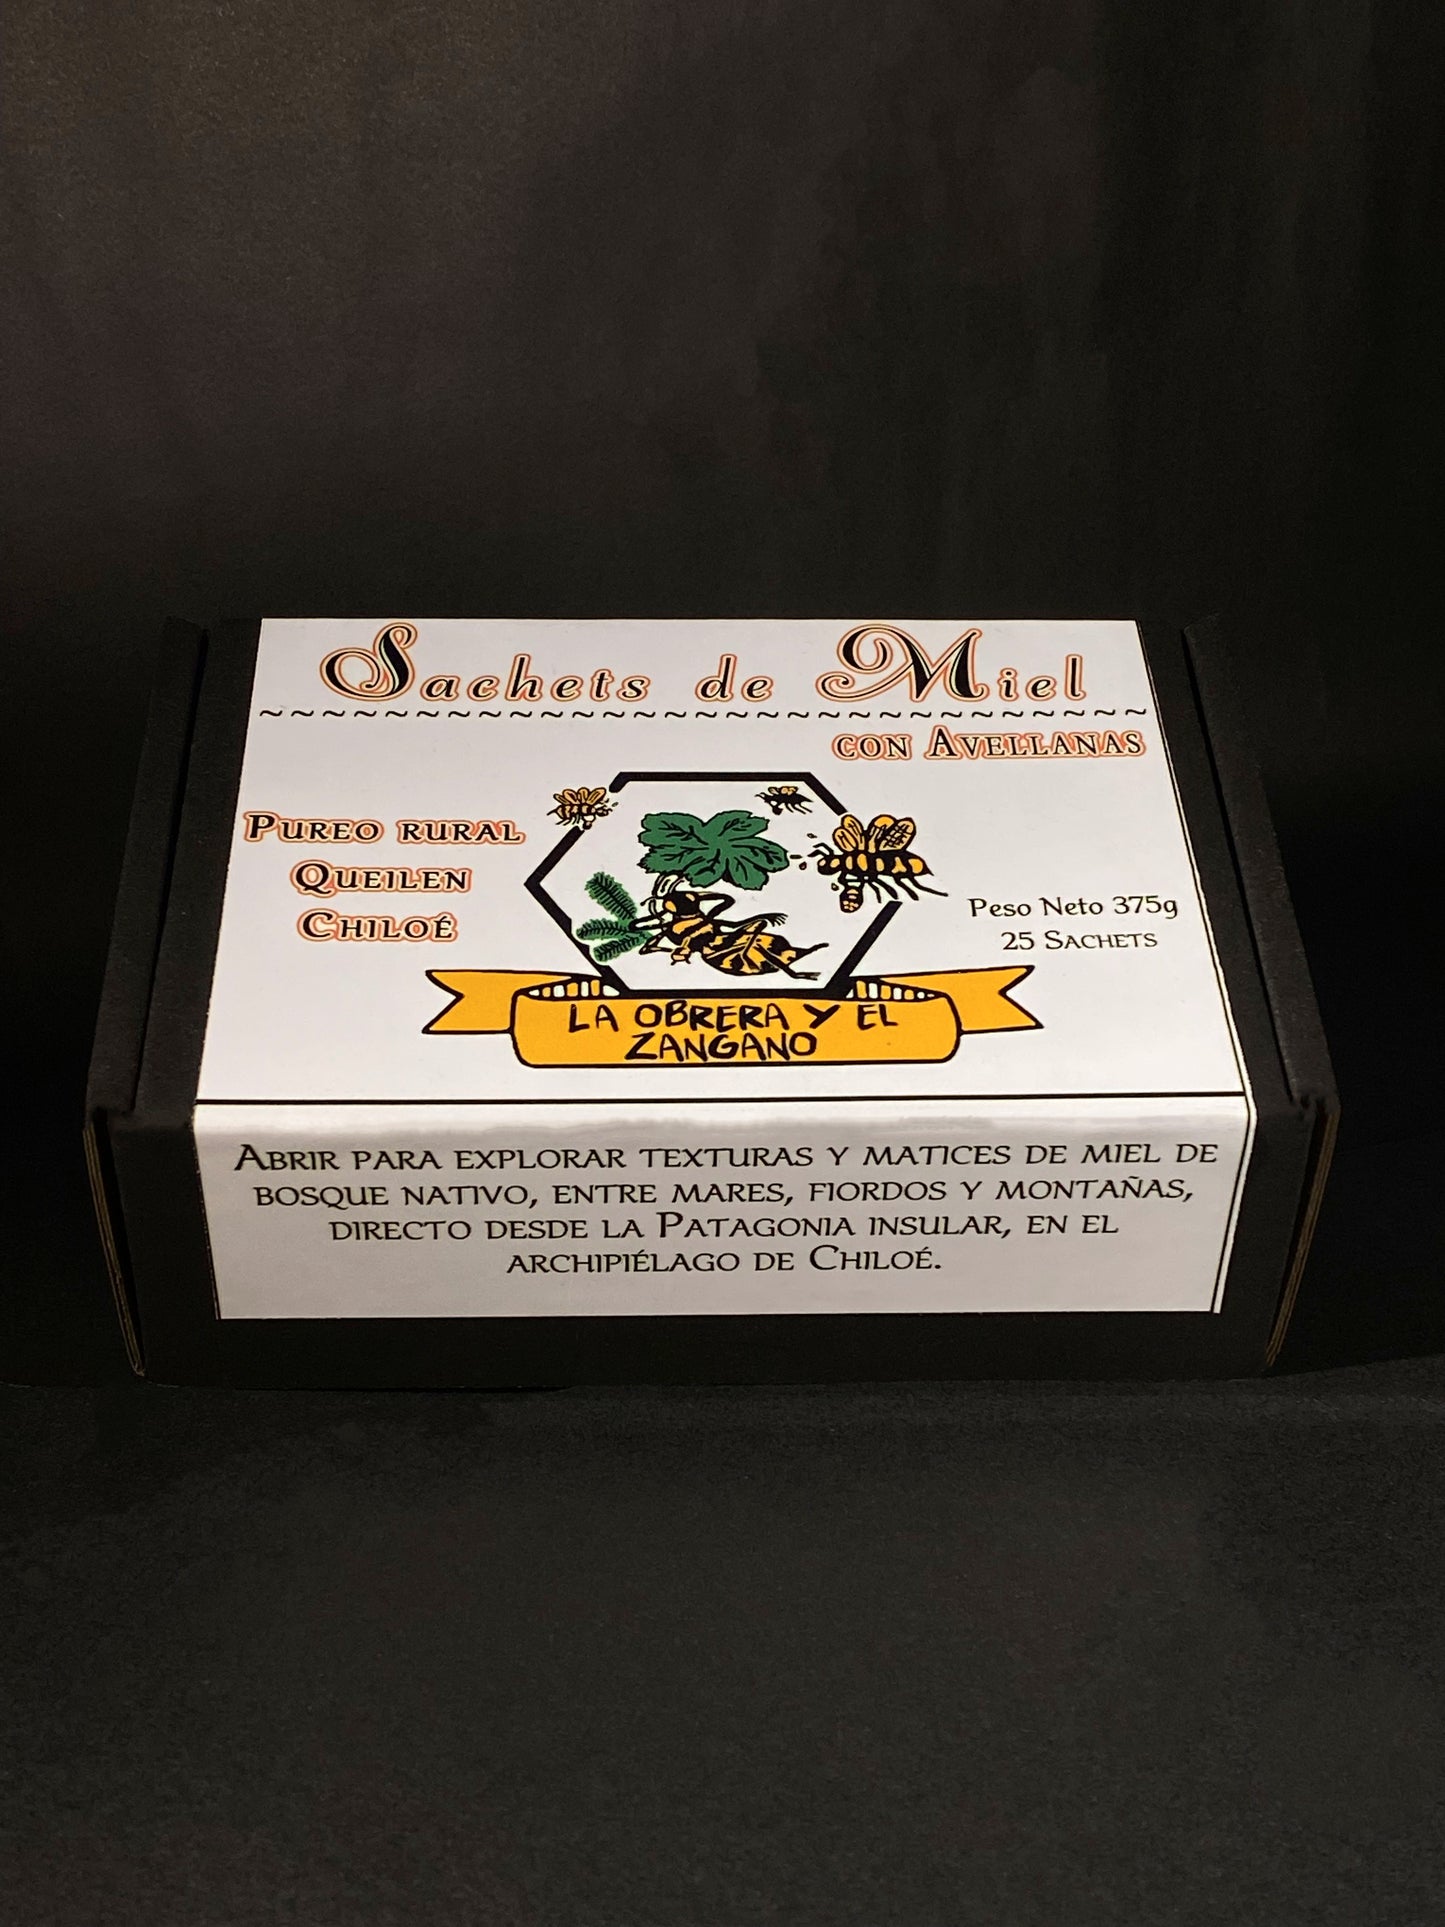 Sachets de Miel
con Avellanas
Pureo rural
Queilen
Chiloé
Peso Neto 375g
25 Sachets
LA OBRERA Y EL
ZANGANO
Abrir para explorar texturas y matices de miel de
bosque nativo, entre mares, fiordos y montañas,
directo desde la Patagonia insular, en el
archipiélago de Chiloé.